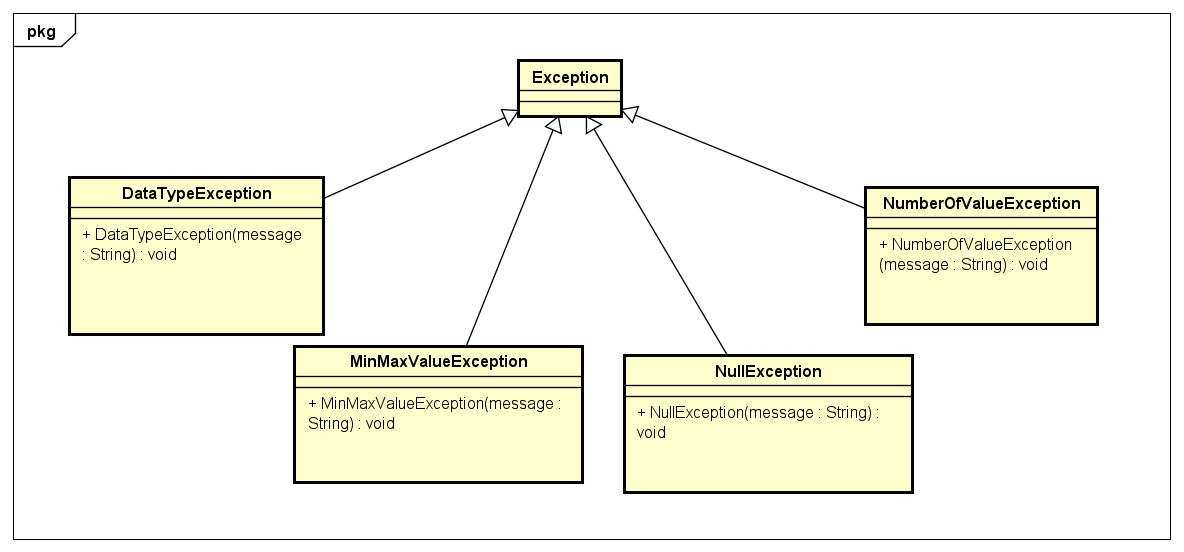 pkg
Exception
DataTypeException
+ DataTypeException(message
: String) : void
NumberOfValueException
+ NumberOfValueException
(message : String) : void
MinMaxValueException
+ MinMaxValueException(message :
String) : void
NullException
+ NullException(message : String) :
void